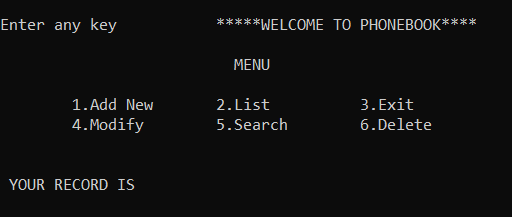 Enter any key *****WELCOME TO PHONEBOOK****
MENU
1.Add New 2.List 3.Exit
4.Modify 5.Search 6.Delete
YOUR RECORD IS